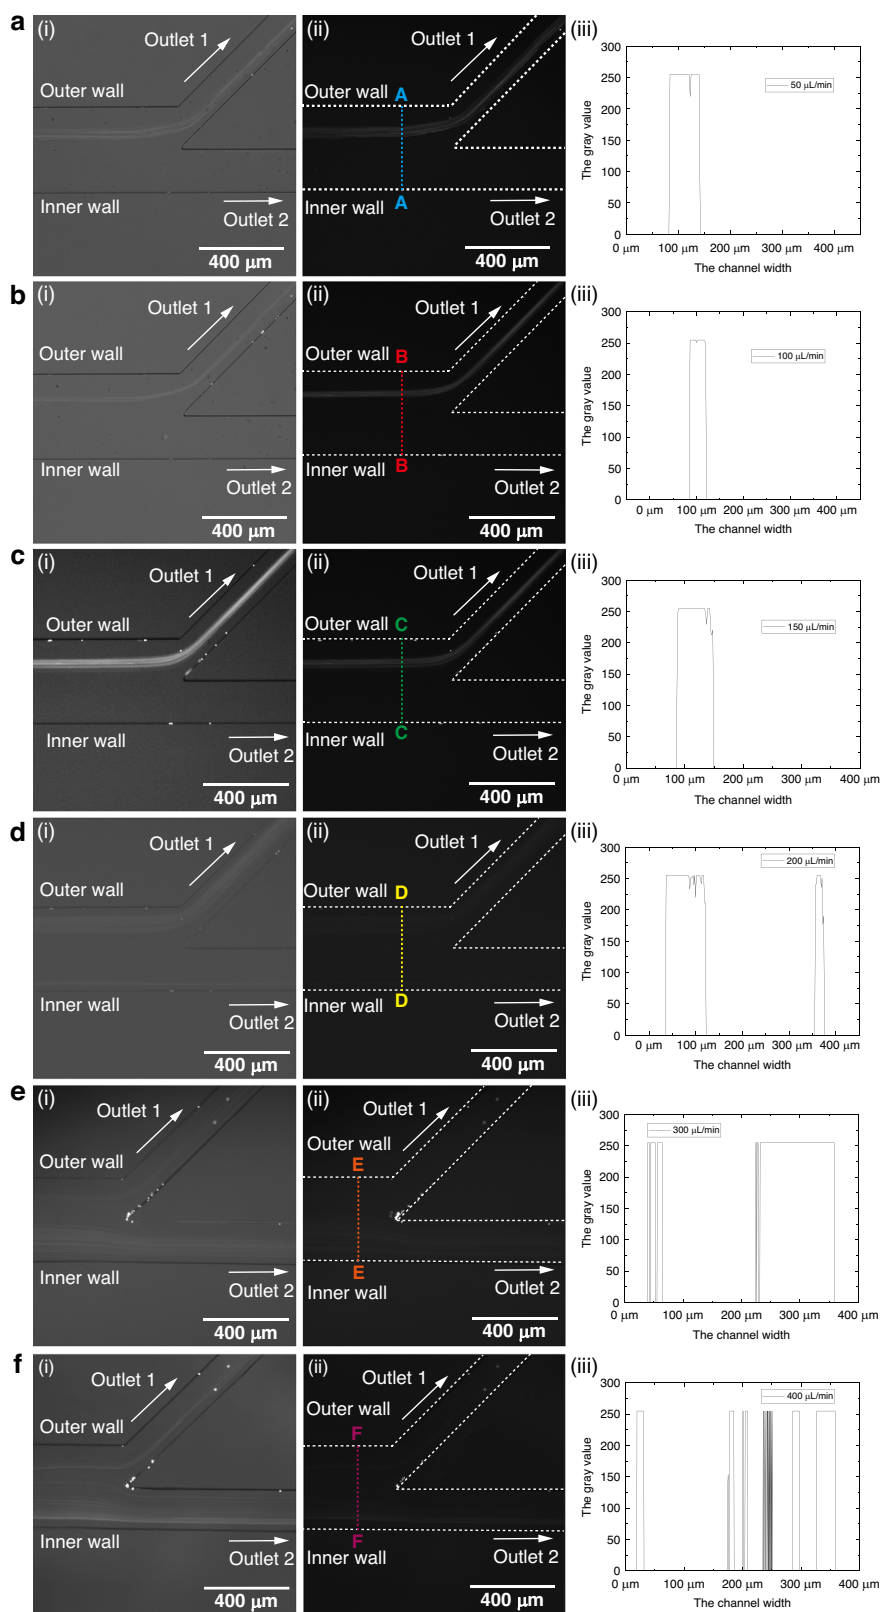 a
(i)
Outlet 1
Outer wall
Inner wall
Outlet 2
400 μm
(ii)
Outlet 1
Outer wall
A
A
Inner wall
Outlet 2
400 μm
(iii)
The gray value
300
250
200
150
100
50
0
50 μL/min
0 μm 100 μm 200 μm 300 μm 400 μm
The channel width
b
(i)
Outlet 1
Outer wall
Inner wall
Outlet 2
400 μm
(ii)
Outlet 1
Outer wall
B
Inner wall
B
Outlet 2
400 μm
(iii)
The gray value
300
250
200
150
100
50
0
100 μL/min
0 μm 100 μm 200 μm 300 μm 400 μm
The channel width
c
(i)
Outlet 1
Outer wall
Inner wall
Outlet 2
400 μm
(ii)
Outlet 1
Outer wall
C
C
Inner wall
Outlet 2
400 μm
(iii)
The gray value
300
250
200
150
100
50
0
150 μL/min
0 μm 100 μm 200 μm 300 μm 400 μm
The channel width
d
(i)
Outlet 1
Outer wall
Inner wall
Outlet 2
400 μm
(ii)
Outlet 1
Outer wall
D
D
Inner wall
Outlet 2
400 μm
(iii)
The gray value
300
250
200
150
100
50
0
200 μL/min
0 μm 100 μm 200 μm 300 μm 400 μm
The channel width
e
(i)
Outlet 1
Outer wall
Inner wall
Outlet 2
400 μm
(ii)
Outlet 1
Outer wall
E
E
Inner wall
Outlet 2
400 μm
(iii)
The gray value
300
250
200
150
100
50
0
300 μL/min
0 μm 100 μm 200 μm 300 μm 400 μm
The channel width
f
(i)
Outlet 1
Outer wall
Inner wall
Outlet 2
400 μm
(ii)
Outlet 1
Outer wall
F
F
Inner wall
Outlet 2
400 μm
(iii)
The gray value
300
250
200
150
100
50
0
400 μL/min
0 μm 100 μm 200 μm 300 μm 400 μm
The channel width